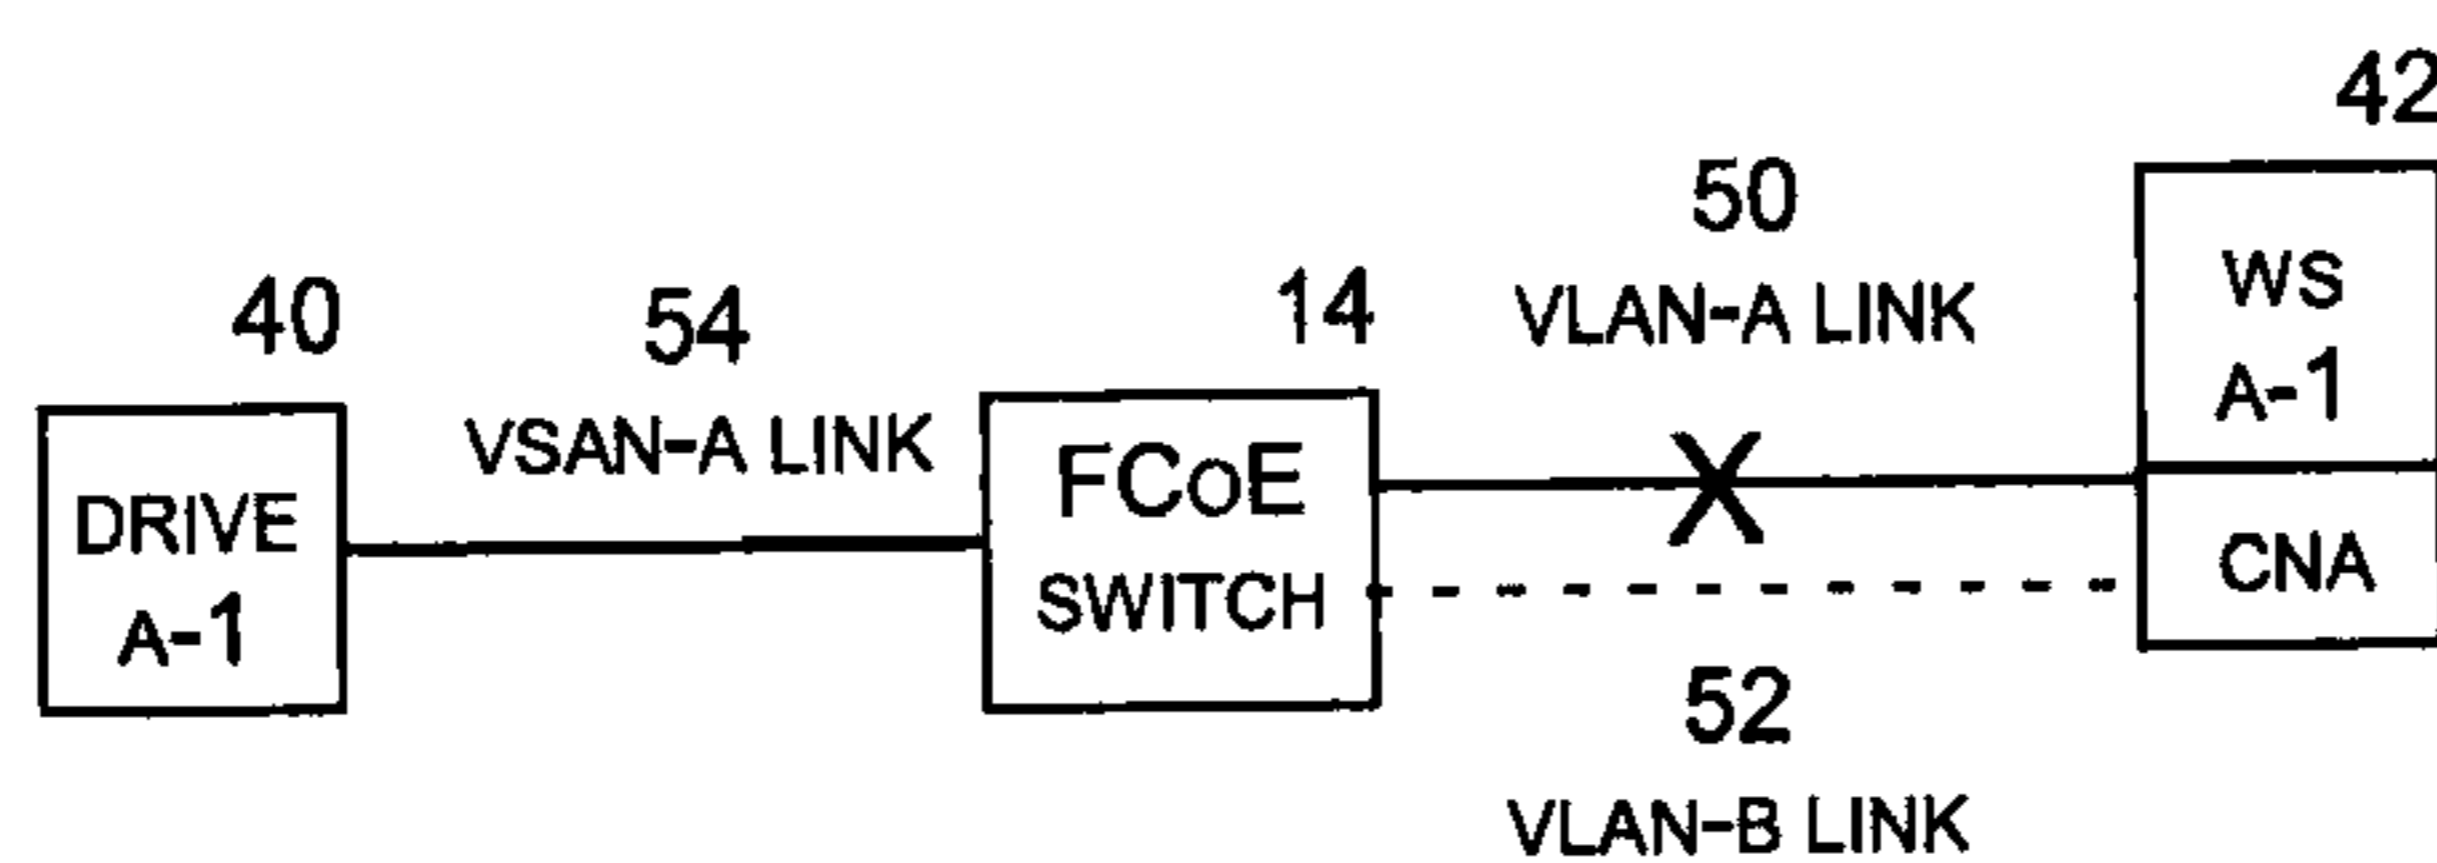 42
50
VLAN-A LINK
WS
A-1
40
54
14
VSAN-A LINK
FCoE
SWITCH
DRIVE
A-1
CNA
52
VLAN-B LINK